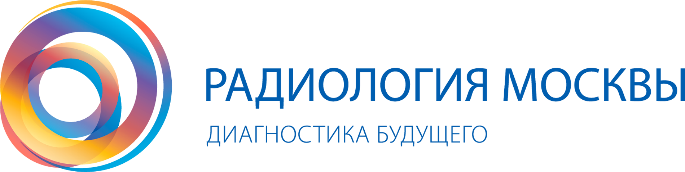 РАДИОЛОГИЯ МОСКВЫ
ДИАГНОСТИКА БУДУЩЕГО